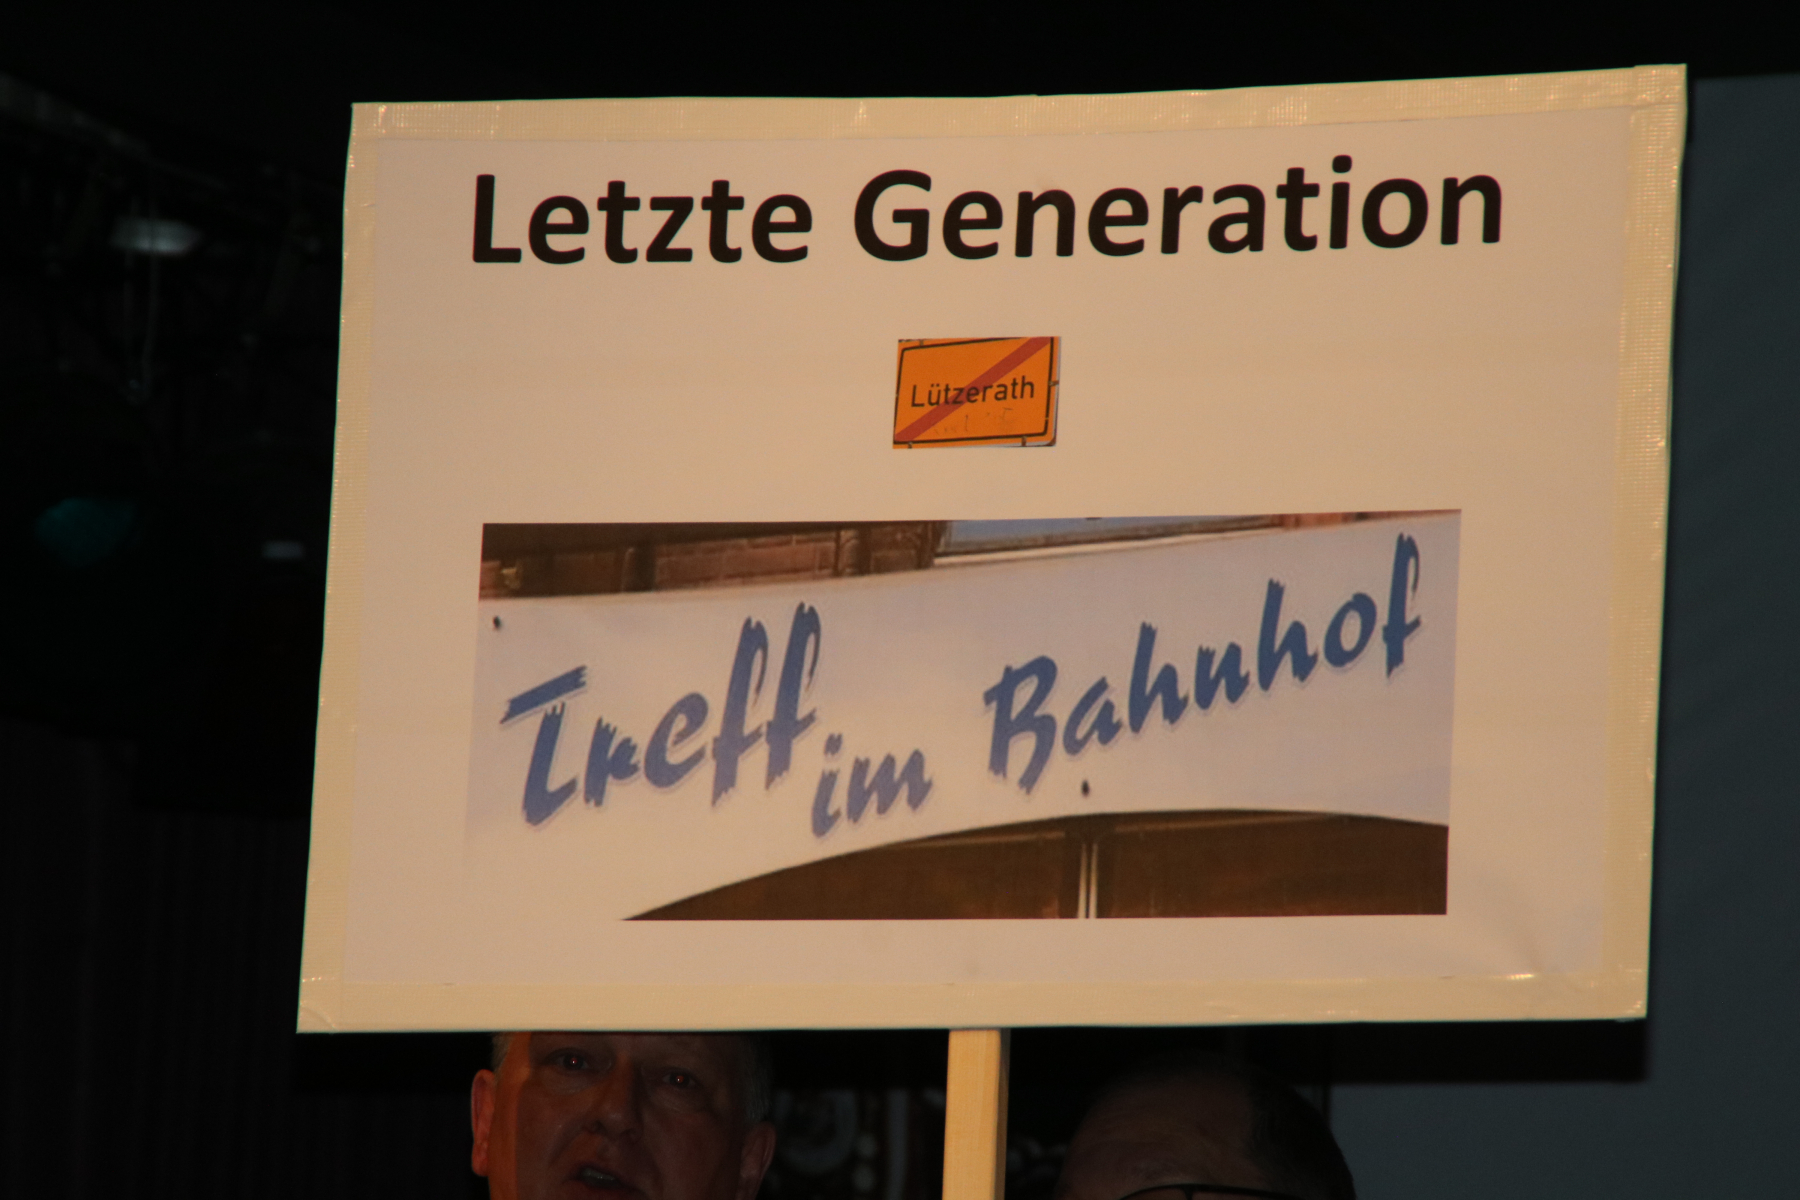 Letzte Generation
Lützerath
Treff im Bahnhof